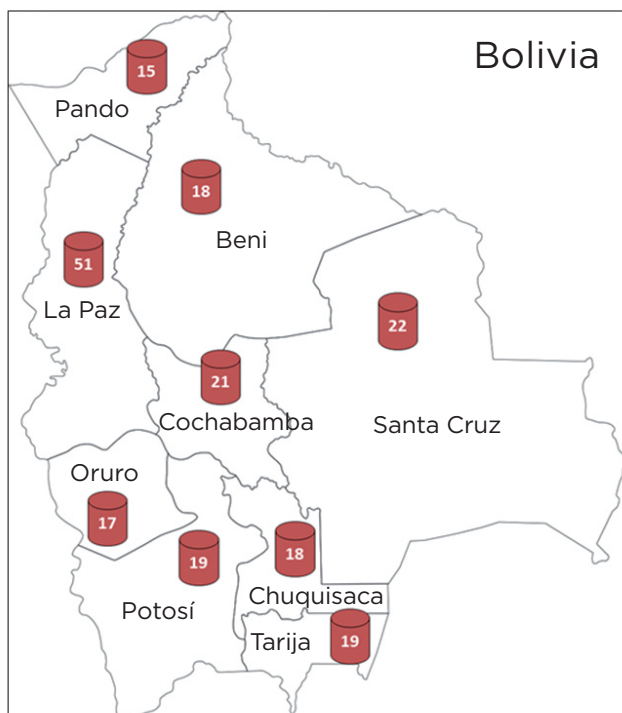 Bolivia
15
Pando
18
Beni
51
La Paz
22
Santa Cruz
21
Cochabamba
Oruro
17
19
Potosí
18
Chuquisaca
Tarija
19